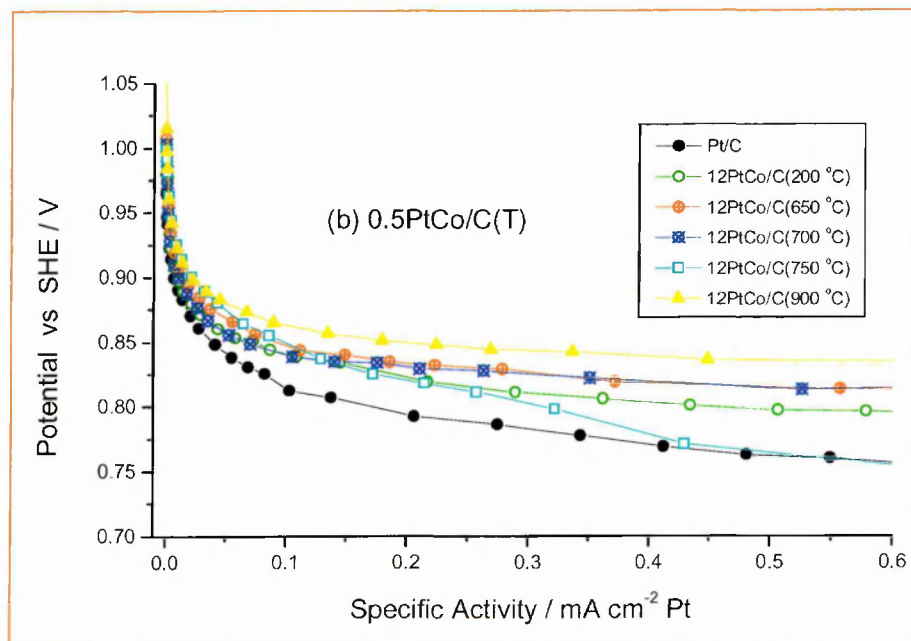 1.05
1.00
0.95
0.90
0.85
0.80
0.75
0.70
Potential vs SHE / V
(b) 0.5PtCo/C(T)
Pt/C
12PtCo/C(200 °C)
12PtCo/C(650 °C)
12PtCo/C(700 °C)
12PtCo/C(750 °C)
12PtCo/C(900 °C)
0.0 0.1 0.2 0.3 0.4 0.5 0.6
Specific Activity / mA cm⁻² Pt